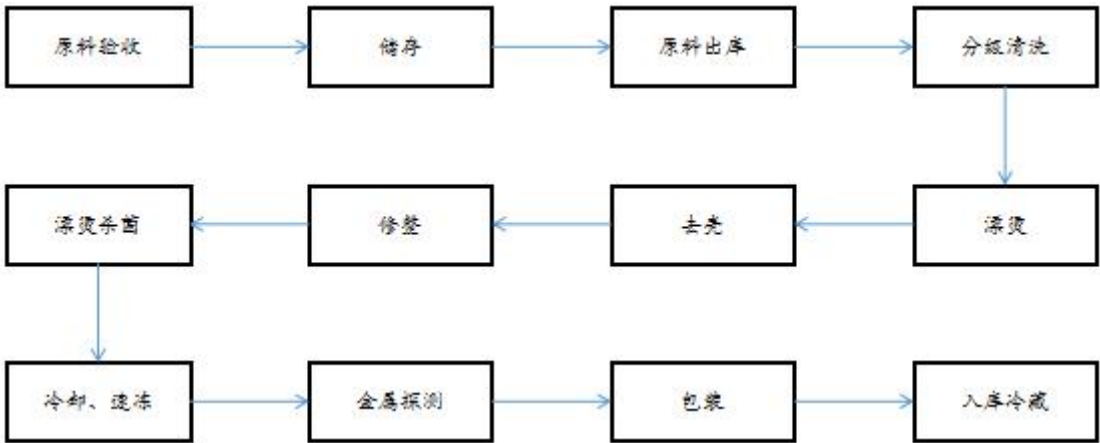 原料验收
储存
原料出库
分级清洗
漂烫
去壳
修整
漂烫杀菌
冷却、速冻
金属探测
包装
入库冷藏